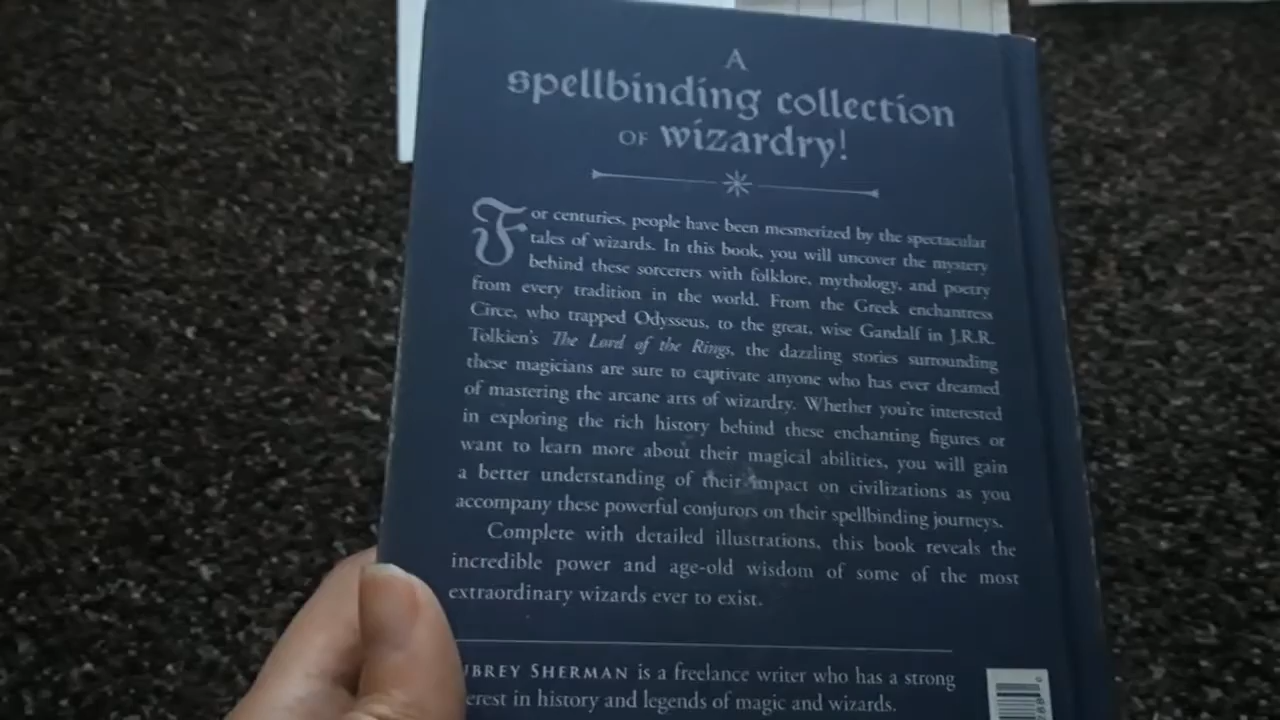 A
spellbinding collection
OF wizardry!
For centuries, people have been mesmerized by the spectacular
tales of wizards. In this book, you will uncover the mystery
behind these sorcerers with folklore, mythology, and poetry
from every tradition in the world. From the Greek enchantress
Circe, who trapped Odysseus, to the great, wise Gandalf in J.R.R.
Tolkien's The Lord of the Rings, the dazzling stories surrounding
these magicians are sure to captivate anyone who has ever dreamed
of mastering the arcane arts of wizardry. Whether you're interested
in exploring the rich history behind these enchanting figures or
want to learn more about their magical abilities, you will gain
a better understanding of their impact on civilizations as you
accompany these powerful conjurors on their spellbinding journeys.
Complete with detailed illustrations, this book reveals the
incredible power and age-old wisdom of some of the most
extraordinary wizards ever to exist.
UBREY SHERMAN is a freelance writer who has a strong
erest in history and legends of magic and wizards.